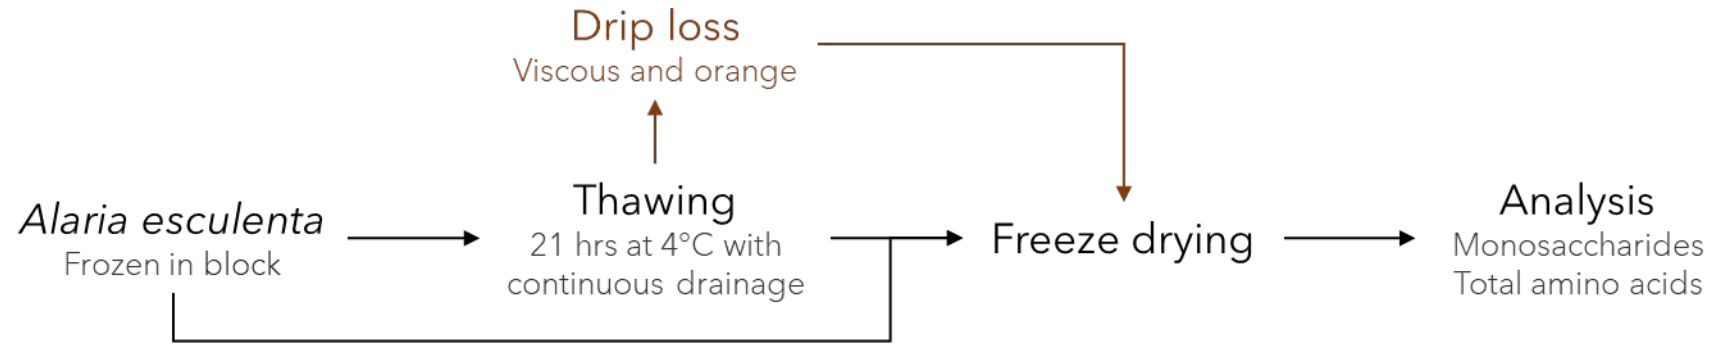 Drip loss
Viscous and orange
Alaria esculenta
Frozen in block
Thawing
21 hrs at 4°C with
continuous drainage
Freeze drying
Analysis
Monosaccharides
Total amino acids